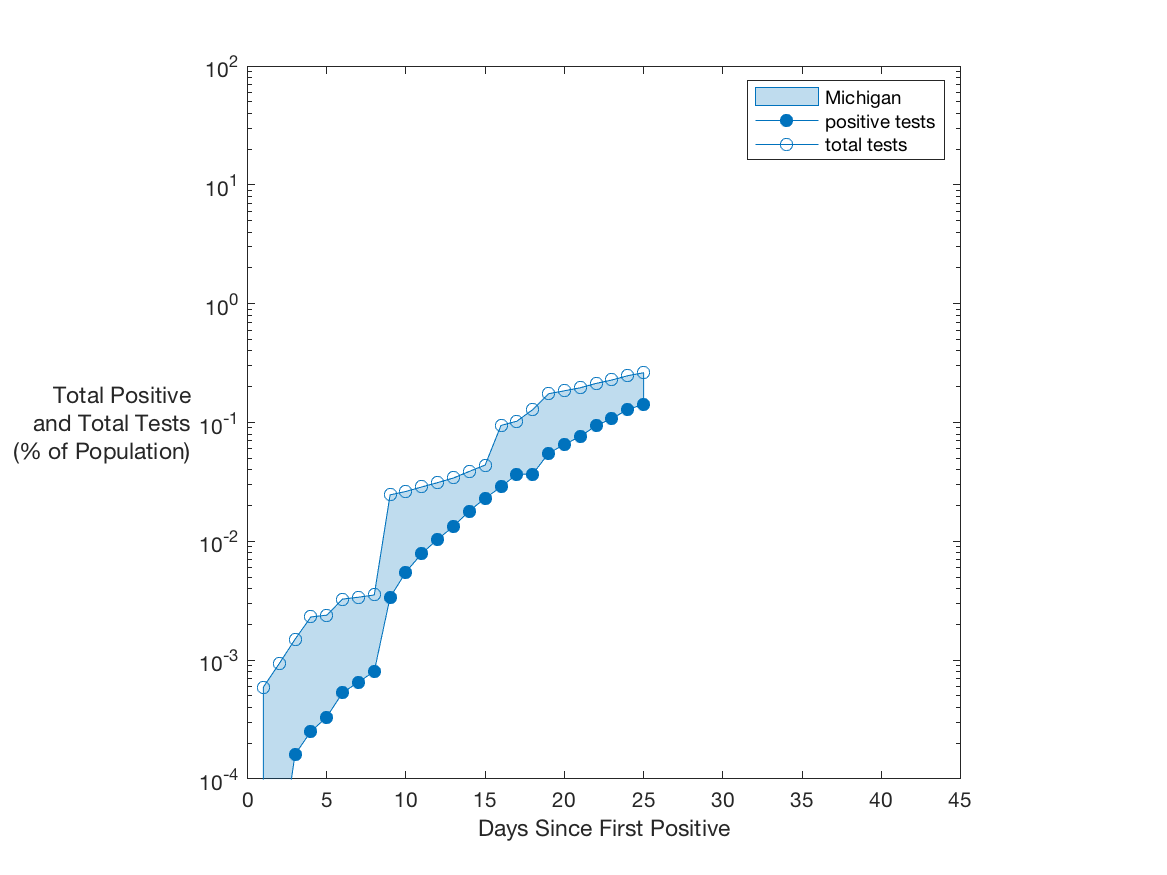 10^2
10^1
10^0
10^-1
10^-2
10^-3
10^-4
Total Positive
and Total Tests
(% of Population)
Michigan
positive tests
total tests
0 5 10 15 20 25 30 35 40 45
Days Since First Positive